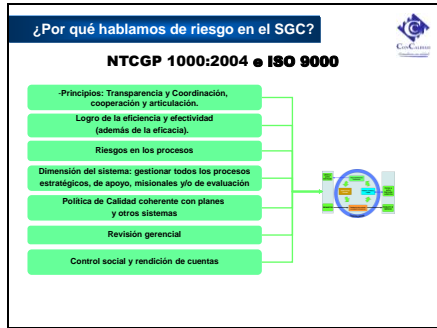 ¿Por qué hablamos de riesgo en el SGC?
CONCALIDAD
NTCGP 1000:2004 e ISO 9000
-Principios: Transparencia y Coordinación,
cooperación y articulación.
Logro de la eficiencia y efectividad
(además de la eficacia).
Riesgos en los procesos
Dimensión del sistema: gestionar todos los procesos
estratégicos, de apoyo, misionales y/o de evaluación
Política de Calidad coherente con planes
y otros sistemas
Revisión gerencial
Control social y rendición de cuentas